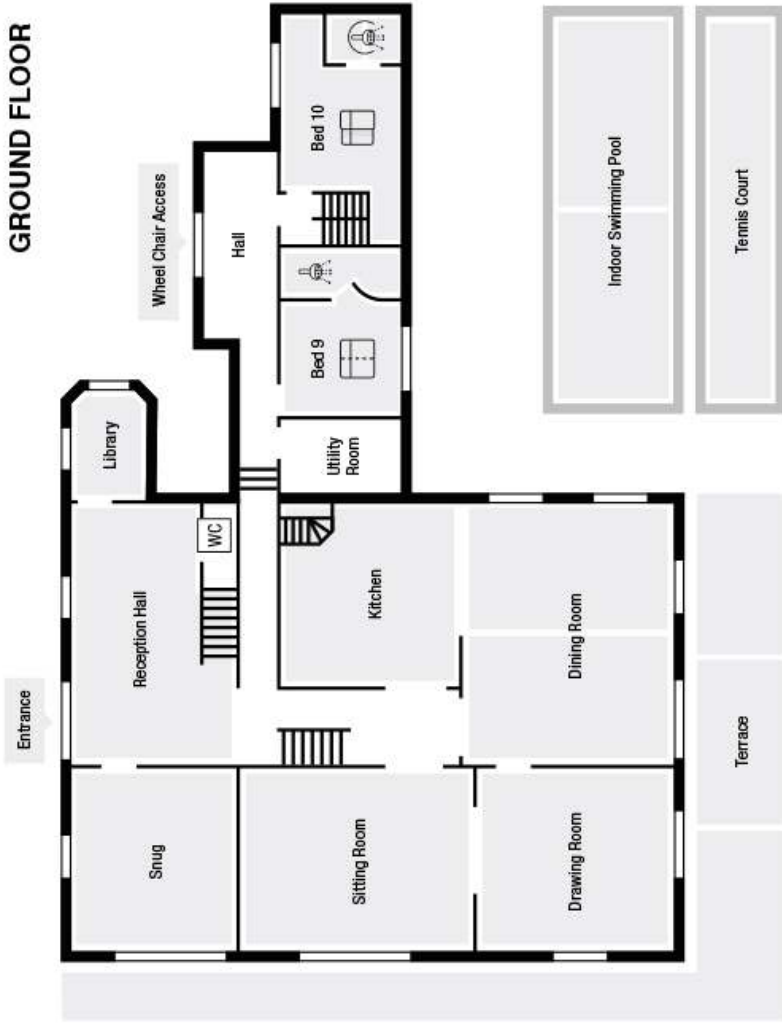 GROUND FLOOR
Entrance
Wheel Chair Access
Snug
Reception Hall
Library
WC
Hall
Sitting Room
Kitchen
Utility
Room
Bed 9
Bed 10
Drawing Room
Dining Room
Terrace
Indoor Swimming Pool
Tennis Court